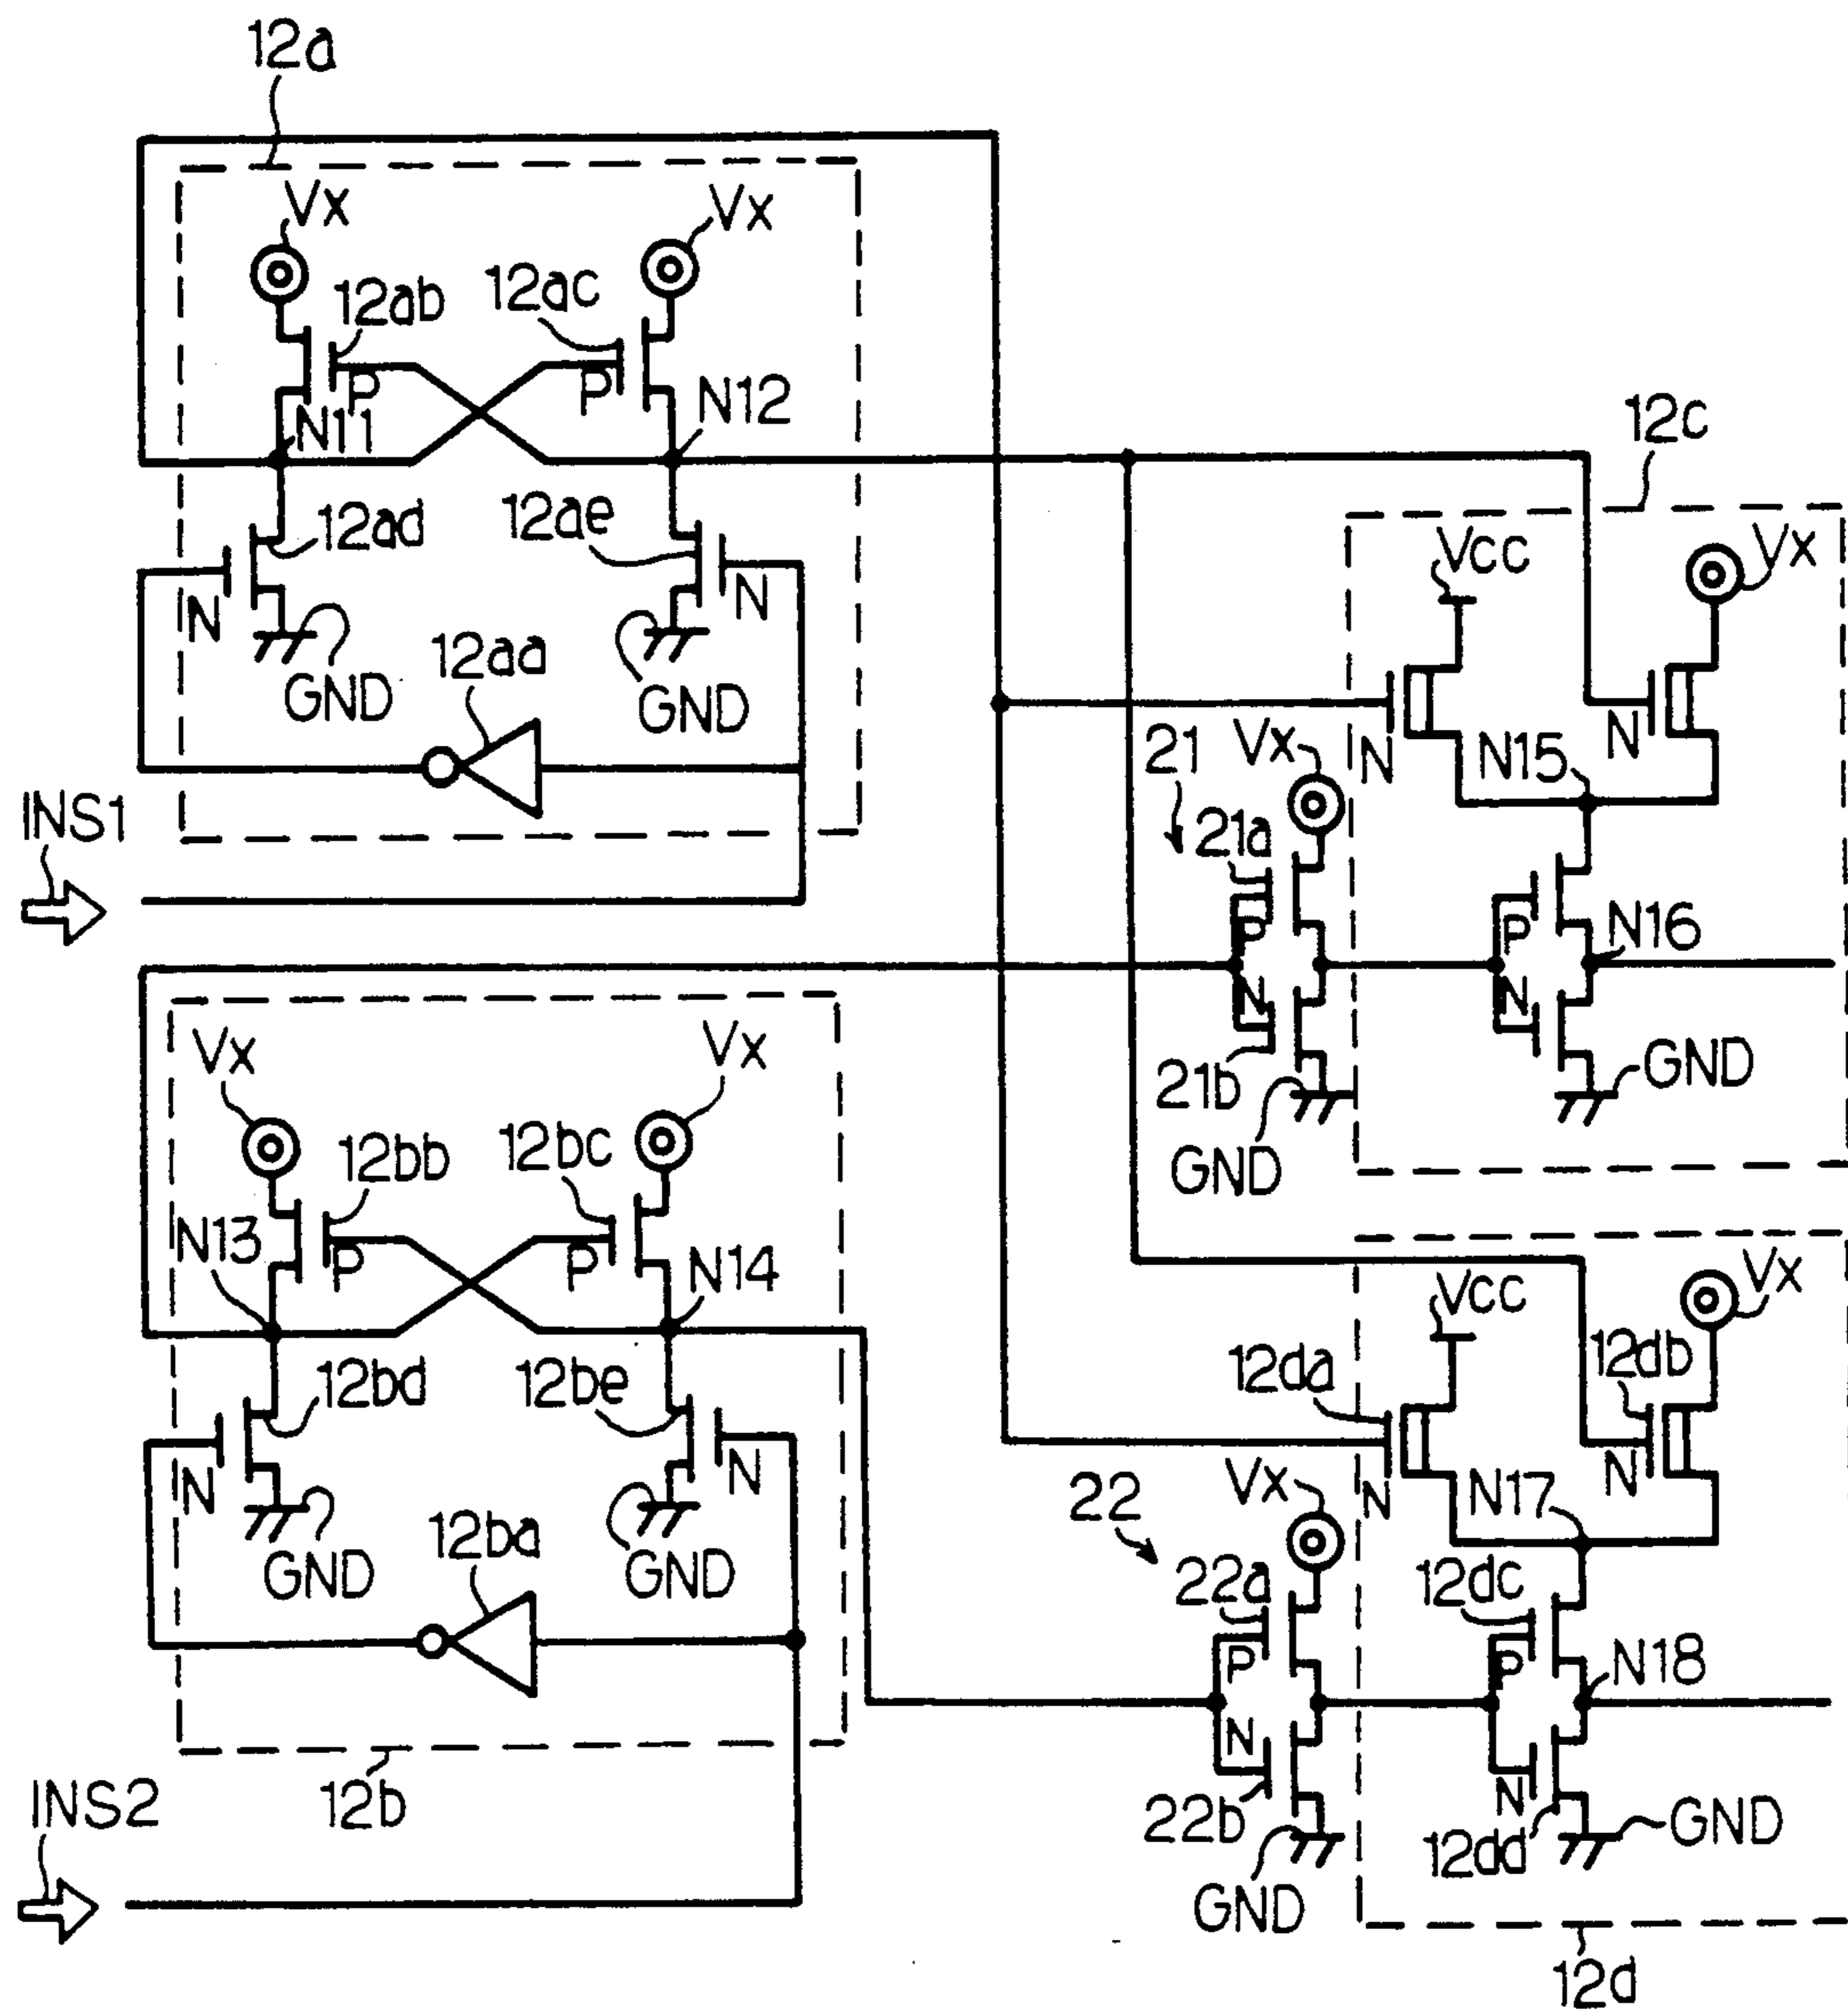 12a
Vx
Vx
12ab
12ac
P
P
N11
N12
12ad
12ae
N
N
GND
GND
12aa
INS1
12c
Vcc
Vx
N
N
N15
21
Vx
21a
P
N
21b
GND
P
N16
N
GND
Vx
Vx
12bb
12bc
N13
P
P
N14
12bd
12be
N
N
GND
GND
12ba
12b
INS2
Vcc
Vx
12da
12db
N
N
N17
22
Vx
22a
P
N
22b
GND
12dc
P
N18
N
12dd
GND
12d